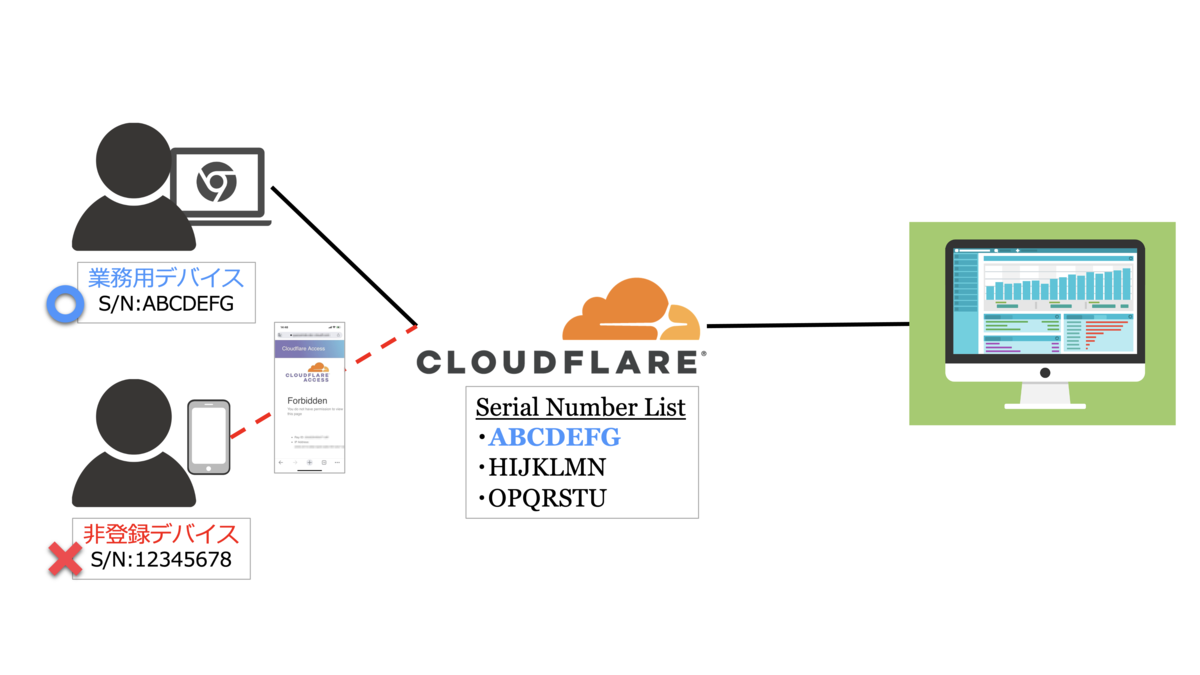 業務用デバイス
S/N:ABCDEFG
Cloudflare Access
CLOUDFLARE
ACCESS
Forbidden
非登録デバイス
S/N:12345678
CLOUDFLARE®
Serial Number List
・ABCDEFG
・HIJKLMN
・OPQRSTU